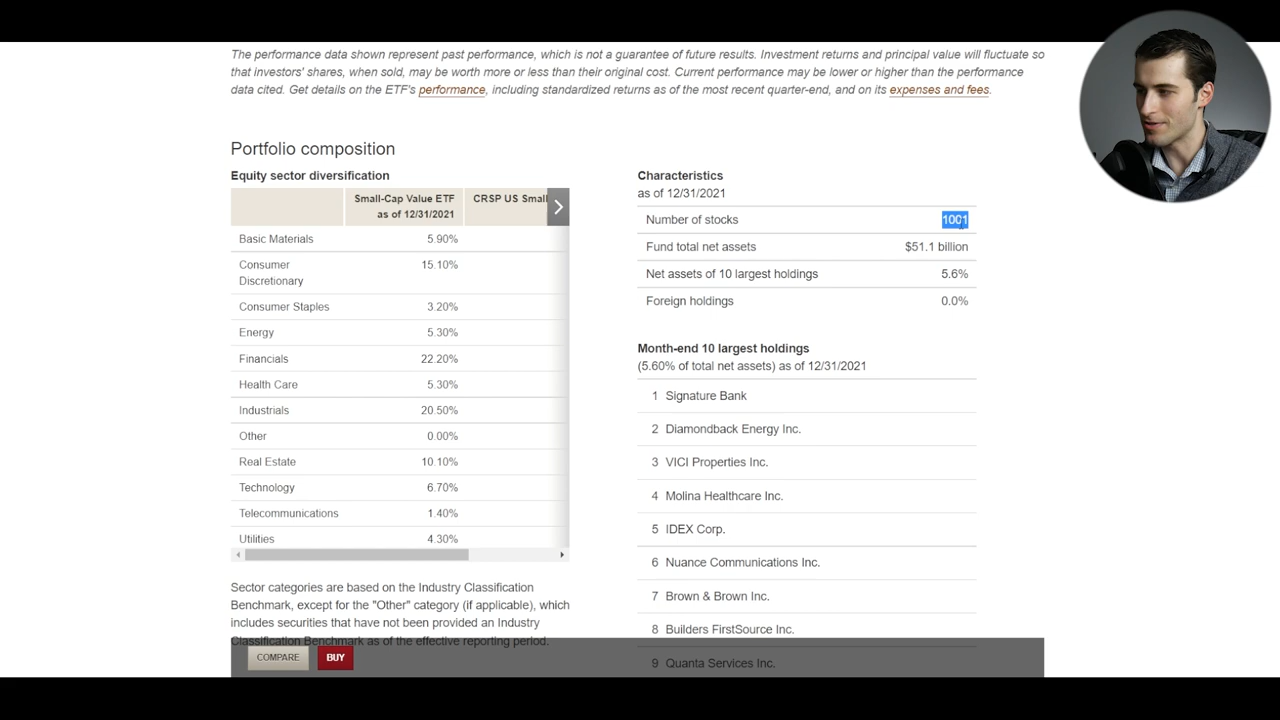 The performance data shown represent past performance, which is not a guarantee of future results. Investment returns and principal value will fluctuate so
that investors' shares, when sold, may be worth more or less than their original cost. Current performance may be lower or higher than the performance
data cited. Get details on the ETF's performance, including standardized returns as of the most recent quarter-end, and on its expenses and fees.
Portfolio composition
Equity sector diversification
Small-Cap Value ETF
as of 12/31/2021
CRSP US Small
Basic Materials 5.90%
Consumer
Discretionary 15.10%
Consumer Staples 3.20%
Energy 5.30%
Financials 22.20%
Health Care 5.30%
Industrials 20.50%
Other 0.00%
Real Estate 10.10%
Technology 6.70%
Telecommunications 1.40%
Utilities 4.30%
Sector categories are based on the Industry Classification
Benchmark, except for the "Other" category (if applicable), which
includes securities that have not been provided an Industry
Classification Benchmark as of the effective reporting period.
COMPARE
BUY
Characteristics
as of 12/31/2021
Number of stocks 1001
Fund total net assets $51.1 billion
Net assets of 10 largest holdings 5.6%
Foreign holdings 0.0%
Month-end 10 largest holdings
(5.60% of total net assets) as of 12/31/2021
1 Signature Bank
2 Diamondback Energy Inc.
3 VICI Properties Inc.
4 Molina Healthcare Inc.
5 IDEX Corp.
6 Nuance Communications Inc.
7 Brown & Brown Inc.
8 Builders FirstSource Inc.
9 Quanta Services Inc.